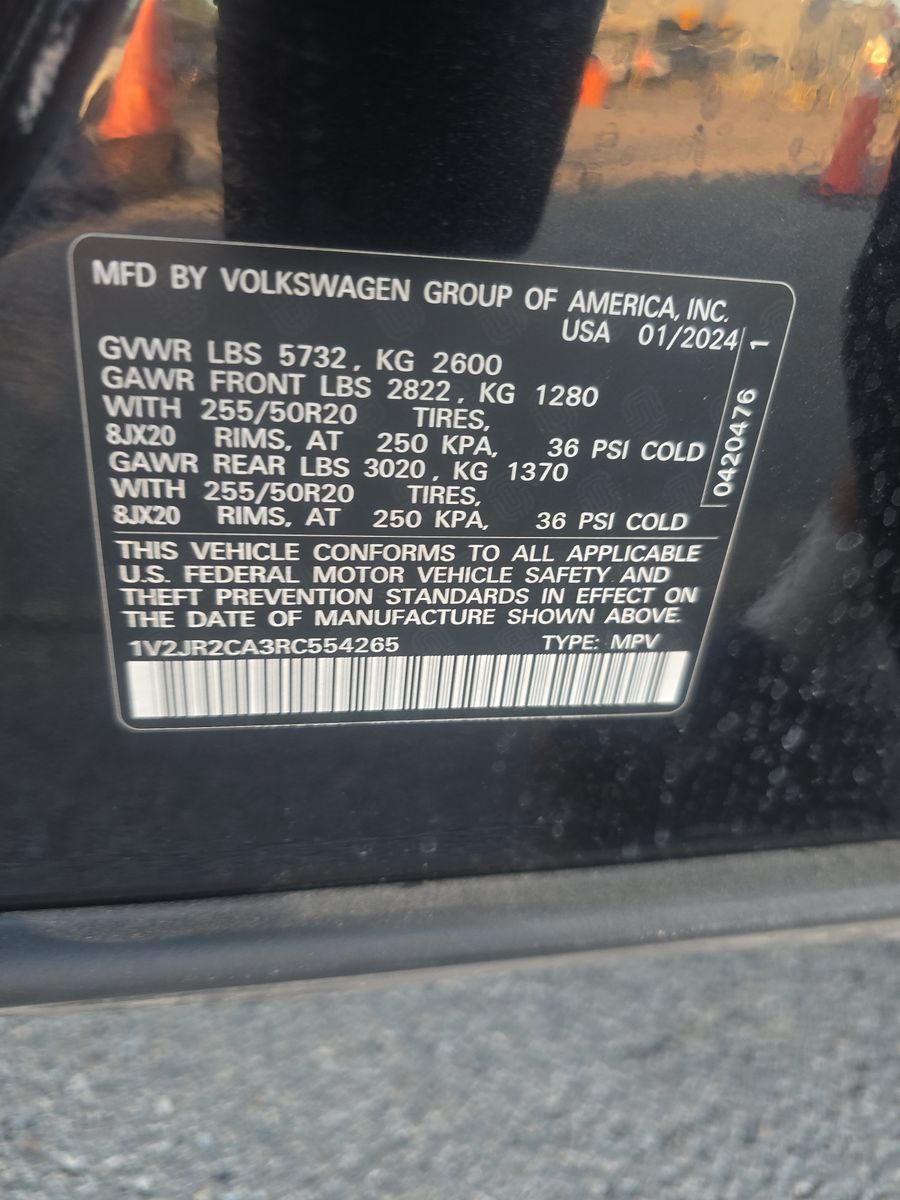 MFD BY VOLKSWAGEN GROUP OF AMERICA, INC.
USA 01/2024
GVWR LBS 5732, KG 2600
GAWR FRONT LBS 2822, KG 1280
WITH 255/50R20 TIRES,
8JX20 RIMS, AT 250 KPA, 36 PSI COLD
GAWR REAR LBS 3020, KG 1370
WITH 255/50R20 TIRES,
8JX20 RIMS, AT 250 KPA, 36 PSI COLD
0420476 1
THIS VEHICLE CONFORMS TO ALL APPLICABLE
U.S. FEDERAL MOTOR VEHICLE SAFETY AND
THEFT PREVENTION STANDARDS IN EFFECT ON
THE DATE OF MANUFACTURE SHOWN ABOVE.
1V2JR2CA3RC554265 TYPE: MPV